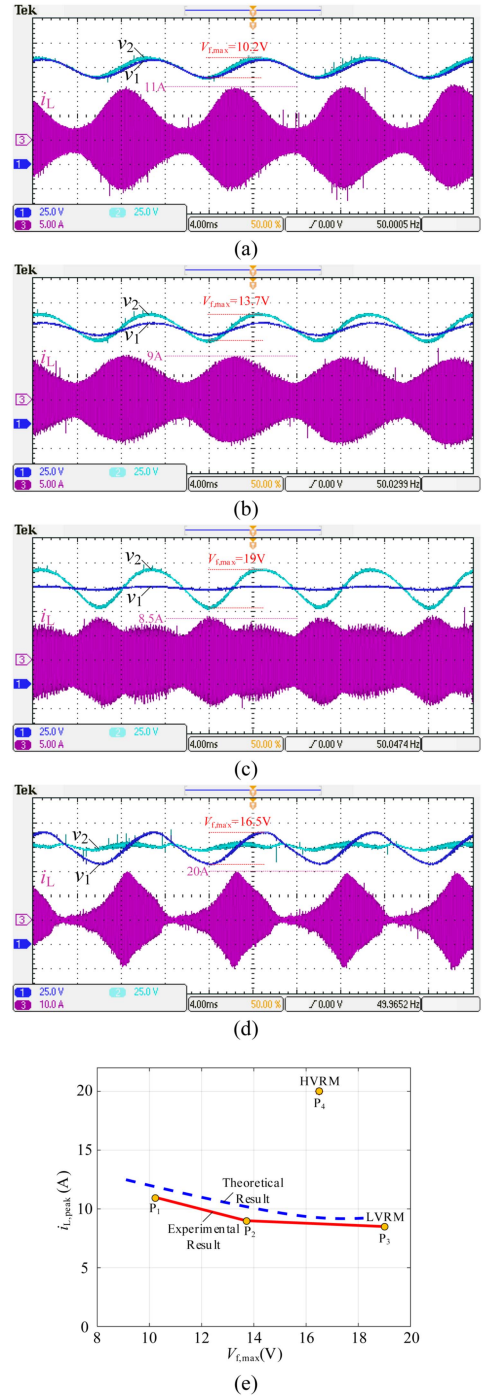 Tek
v2
v1
Vf,max=10.2V
11A
iL
3
1
1 25.0 V 2 25.0 V
3 5.00 A
4.00ms 50.00 % ∫ 0.00 V 50.0005 Hz
(a)
Tek
v2
v1
Vf,max=13.7V
9A
iL
3
1
1 25.0 V 2 25.0 V
3 5.00 A
4.00ms 50.00 % ∫ 0.00 V 50.0299 Hz
(b)
Tek
v2
v1
Vf,max=19V
8.5A
iL
3
1
1 25.0 V 2 25.0 V
3 5.00 A
4.00ms 50.00 % ∫ 0.00 V 50.0474 Hz
(c)
Tek
v2
v1
Vf,max=16.5V
20A
iL
3
1
1 25.0 V 2 25.0 V
3 10.0 A
4.00ms 50.00 % ∫ 0.00 V 49.9652 Hz
(d)
20
15
10
5
0
iL,peak (A)
HVRM
P4
Theoretical
Result
LVRM
P1
Experimental
Result
P2
P3
8 10 12 14 16 18 20
Vf,max(V)
(e)